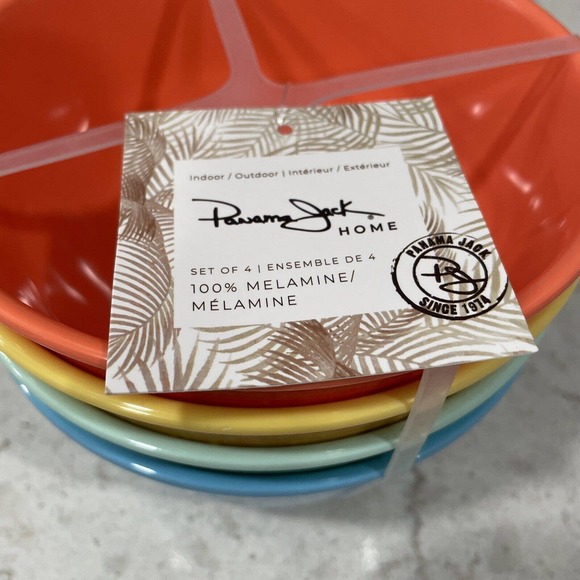 Indoor / Outdoor | Intérieur / Extérieur
Panama Jack®
HOME
SET OF 4 | ENSEMBLE DE 4
100% MELAMINE/
MÉLAMINE
PANAMA JACK
PJ
SINCE 1974